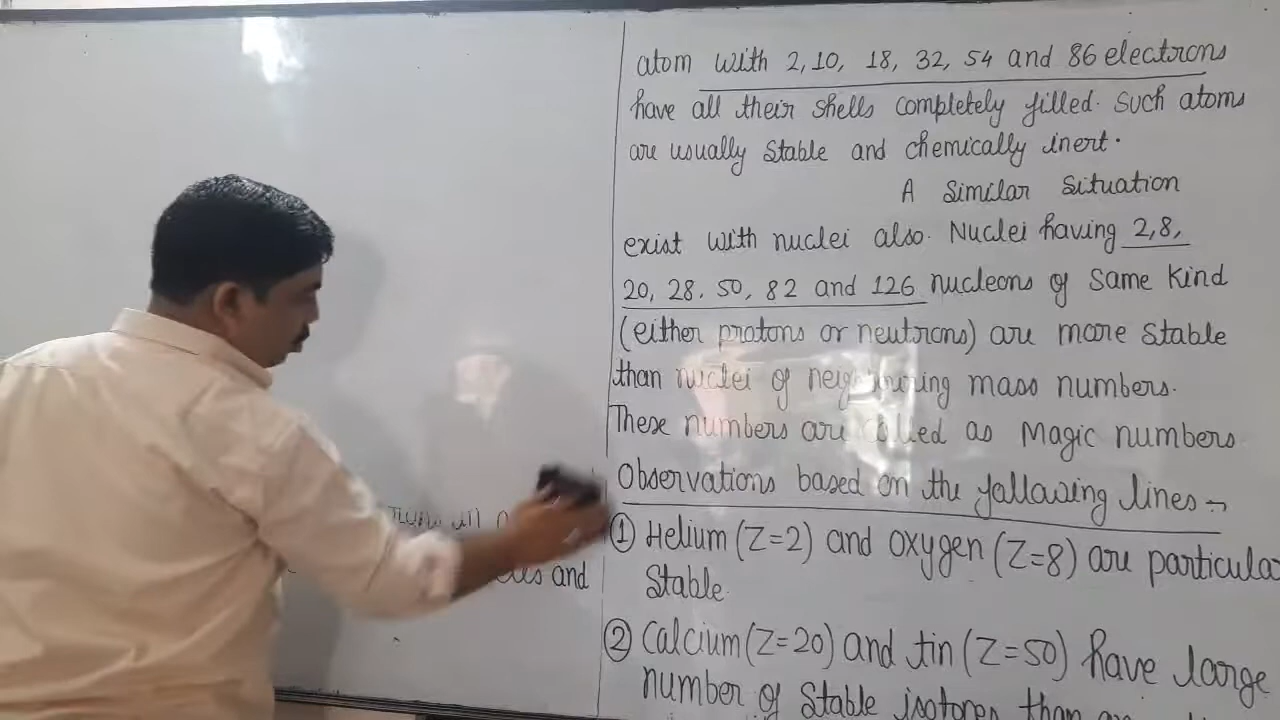 atom with 2, 10, 18, 32, 54 and 86 electrons
have all their shells completely filled. Such atoms
are usually stable and chemically inert.
A Similar Situation
exist with nuclei also. Nuclei having 2, 8,
20, 28, 50, 82 and 126 nucleons of same kind
(either protons or neutrons) are more stable
than nuclei of neighbouring mass numbers.
These numbers are called as Magic numbers
Observations based on the following lines →
① Helium (Z=2) and oxygen (Z=8) are particula
Stable.
② Calcium (Z=20) and tin (Z=50) have large
number of stable isotopes than
and